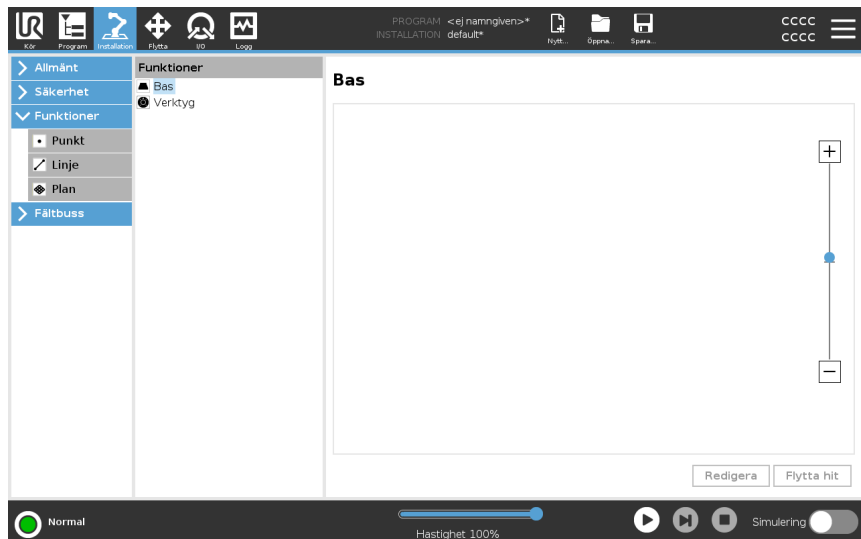 UR
PROGRAM <ej namngiven>*
INSTALLATION default*
CCCC
CCCC
Kör
Program
Installation
Flytta
I/O
Logg
Nytt...
Öppna...
Spara...
Allmänt
Säkerhet
Funktioner
Punkt
Linje
Plan
Fältbuss
Funktioner
Bas
Verktyg
Bas
Redigera
Flytta hit
Normal
Hastighet 100%
Simulering